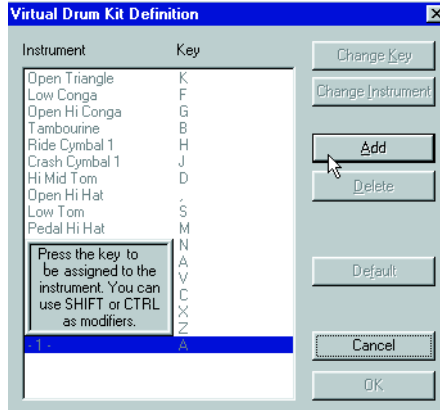 Virtual Drum Kit Definition
Instrument Key
Change Key
Open Triangle K
Low Conga F
Change Instrument
Open Hi Conga G
Tambourine B
Ride Cymbal 1 H
Add
Crash Cymbal 1 J
Hi Mid Tom D
Delete
Open Hi Hat ,
Low Tom S
Pedal Hi Hat M
N
Press the key to
be assigned to the
instrument. You can
use SHIFT or CTRL
as modifiers.
A
V
Default
C
X
Z
- 1 - A
Cancel
OK